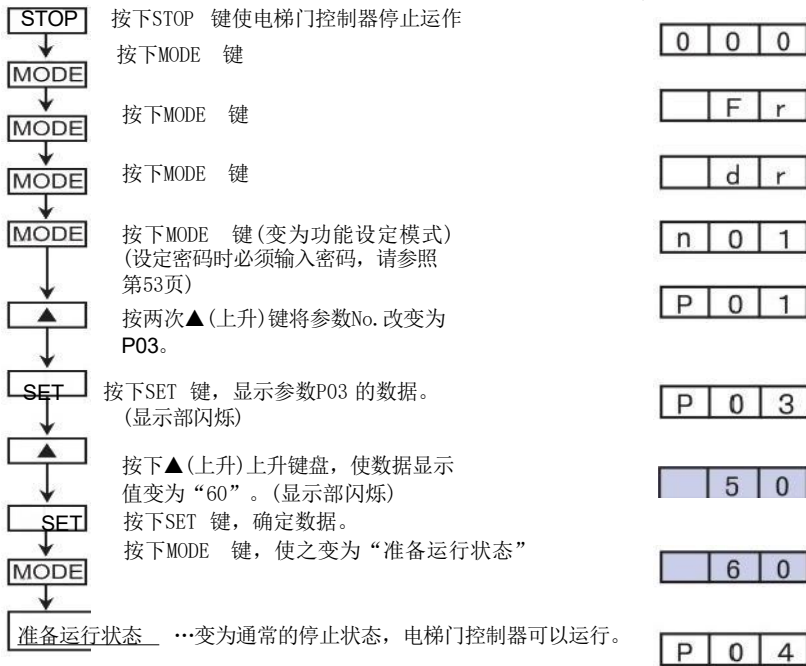 STOP 按下STOP 键使电梯门控制器停止运作
0 0 0
MODE 按下MODE 键
MODE 按下MODE 键
F r
MODE 按下MODE 键
d r
MODE 按下MODE 键(变为功能设定模式)
n 0 1
(设定密码时必须输入密码，请参照
第53页)
P 0 1
▲ 按两次▲(上升)键将参数No.改变为
P03。
SET 按下SET 键，显示参数P03 的数据。
P 0 3
(显示部闪烁)
▲ 按下▲(上升)上升键盘，使数据显示
5 0
值变为“60”。(显示部闪烁)
SET 按下SET 键，确定数据。
MODE 按下MODE 键，使之变为“准备运行状态”
6 0
准备运行状态 …变为通常的停止状态，电梯门控制器可以运行。
P 0 4